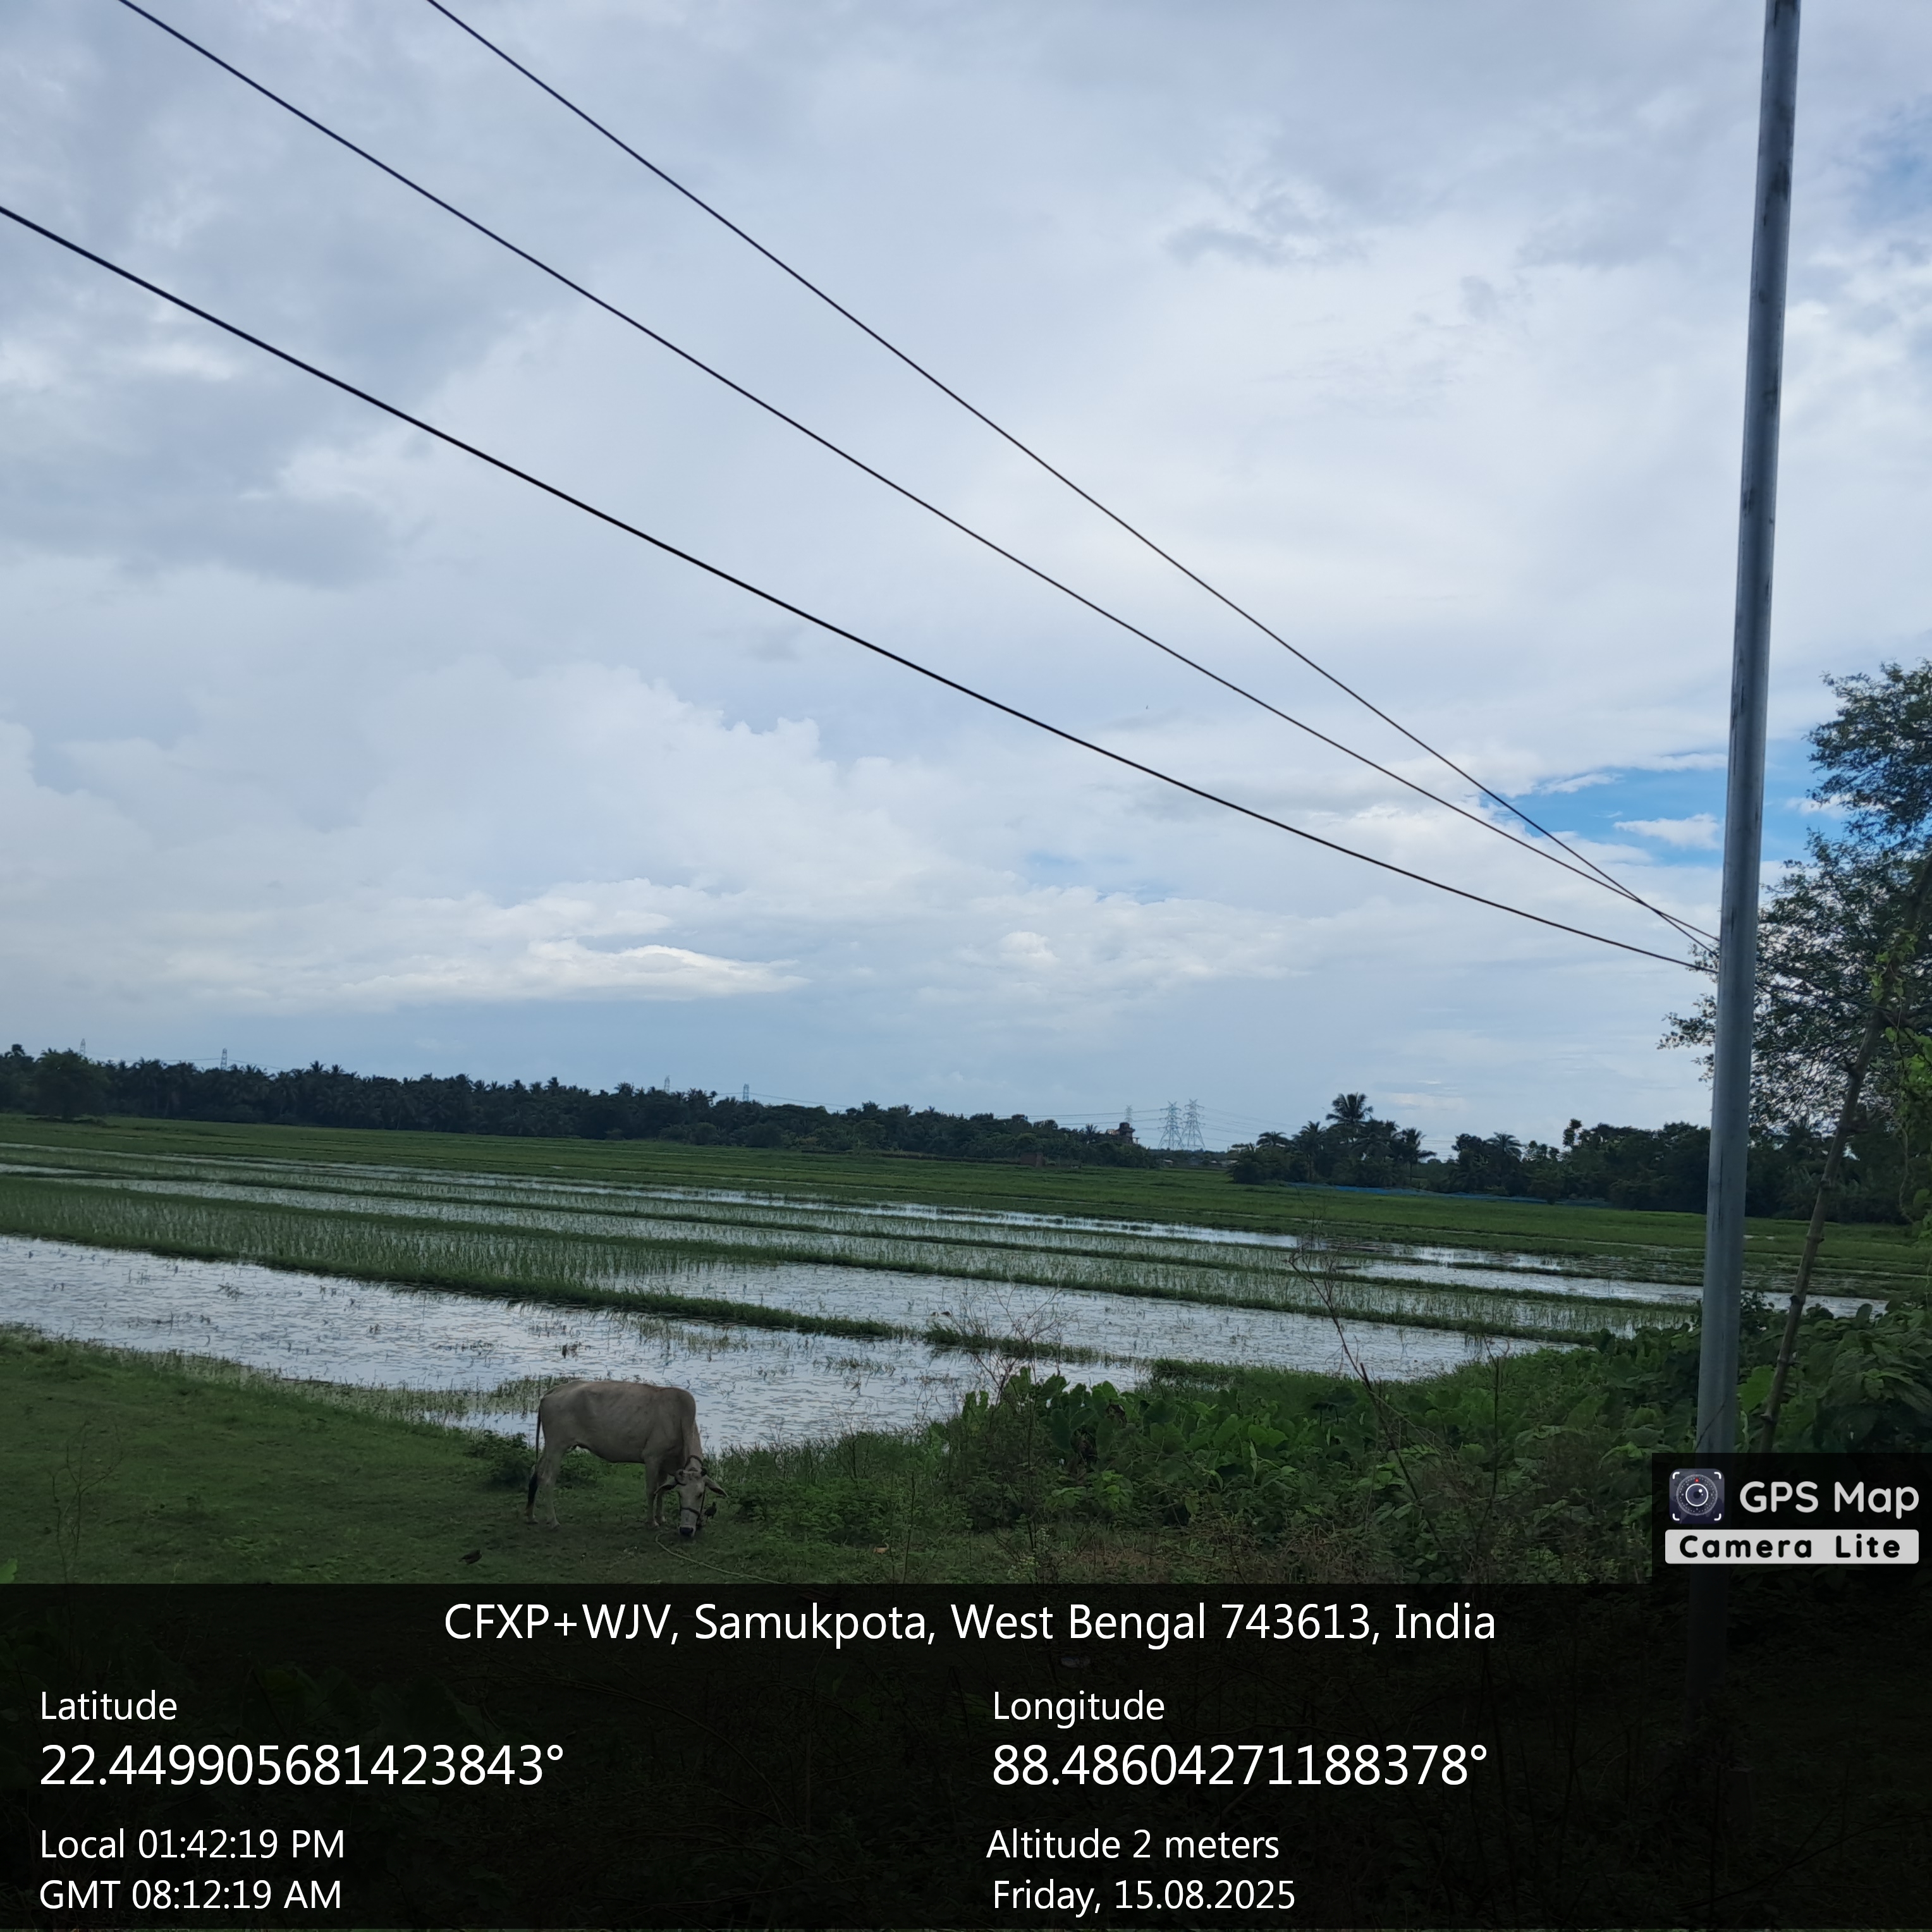 GPS Map
Camera Lite
CFXP+WJV, Samukpota, West Bengal 743613, India
Latitude
22.449905681423843°
Longitude
88.48604271188378°
Local 01:42:19 PM
GMT 08:12:19 AM
Altitude 2 meters
Friday, 15.08.2025